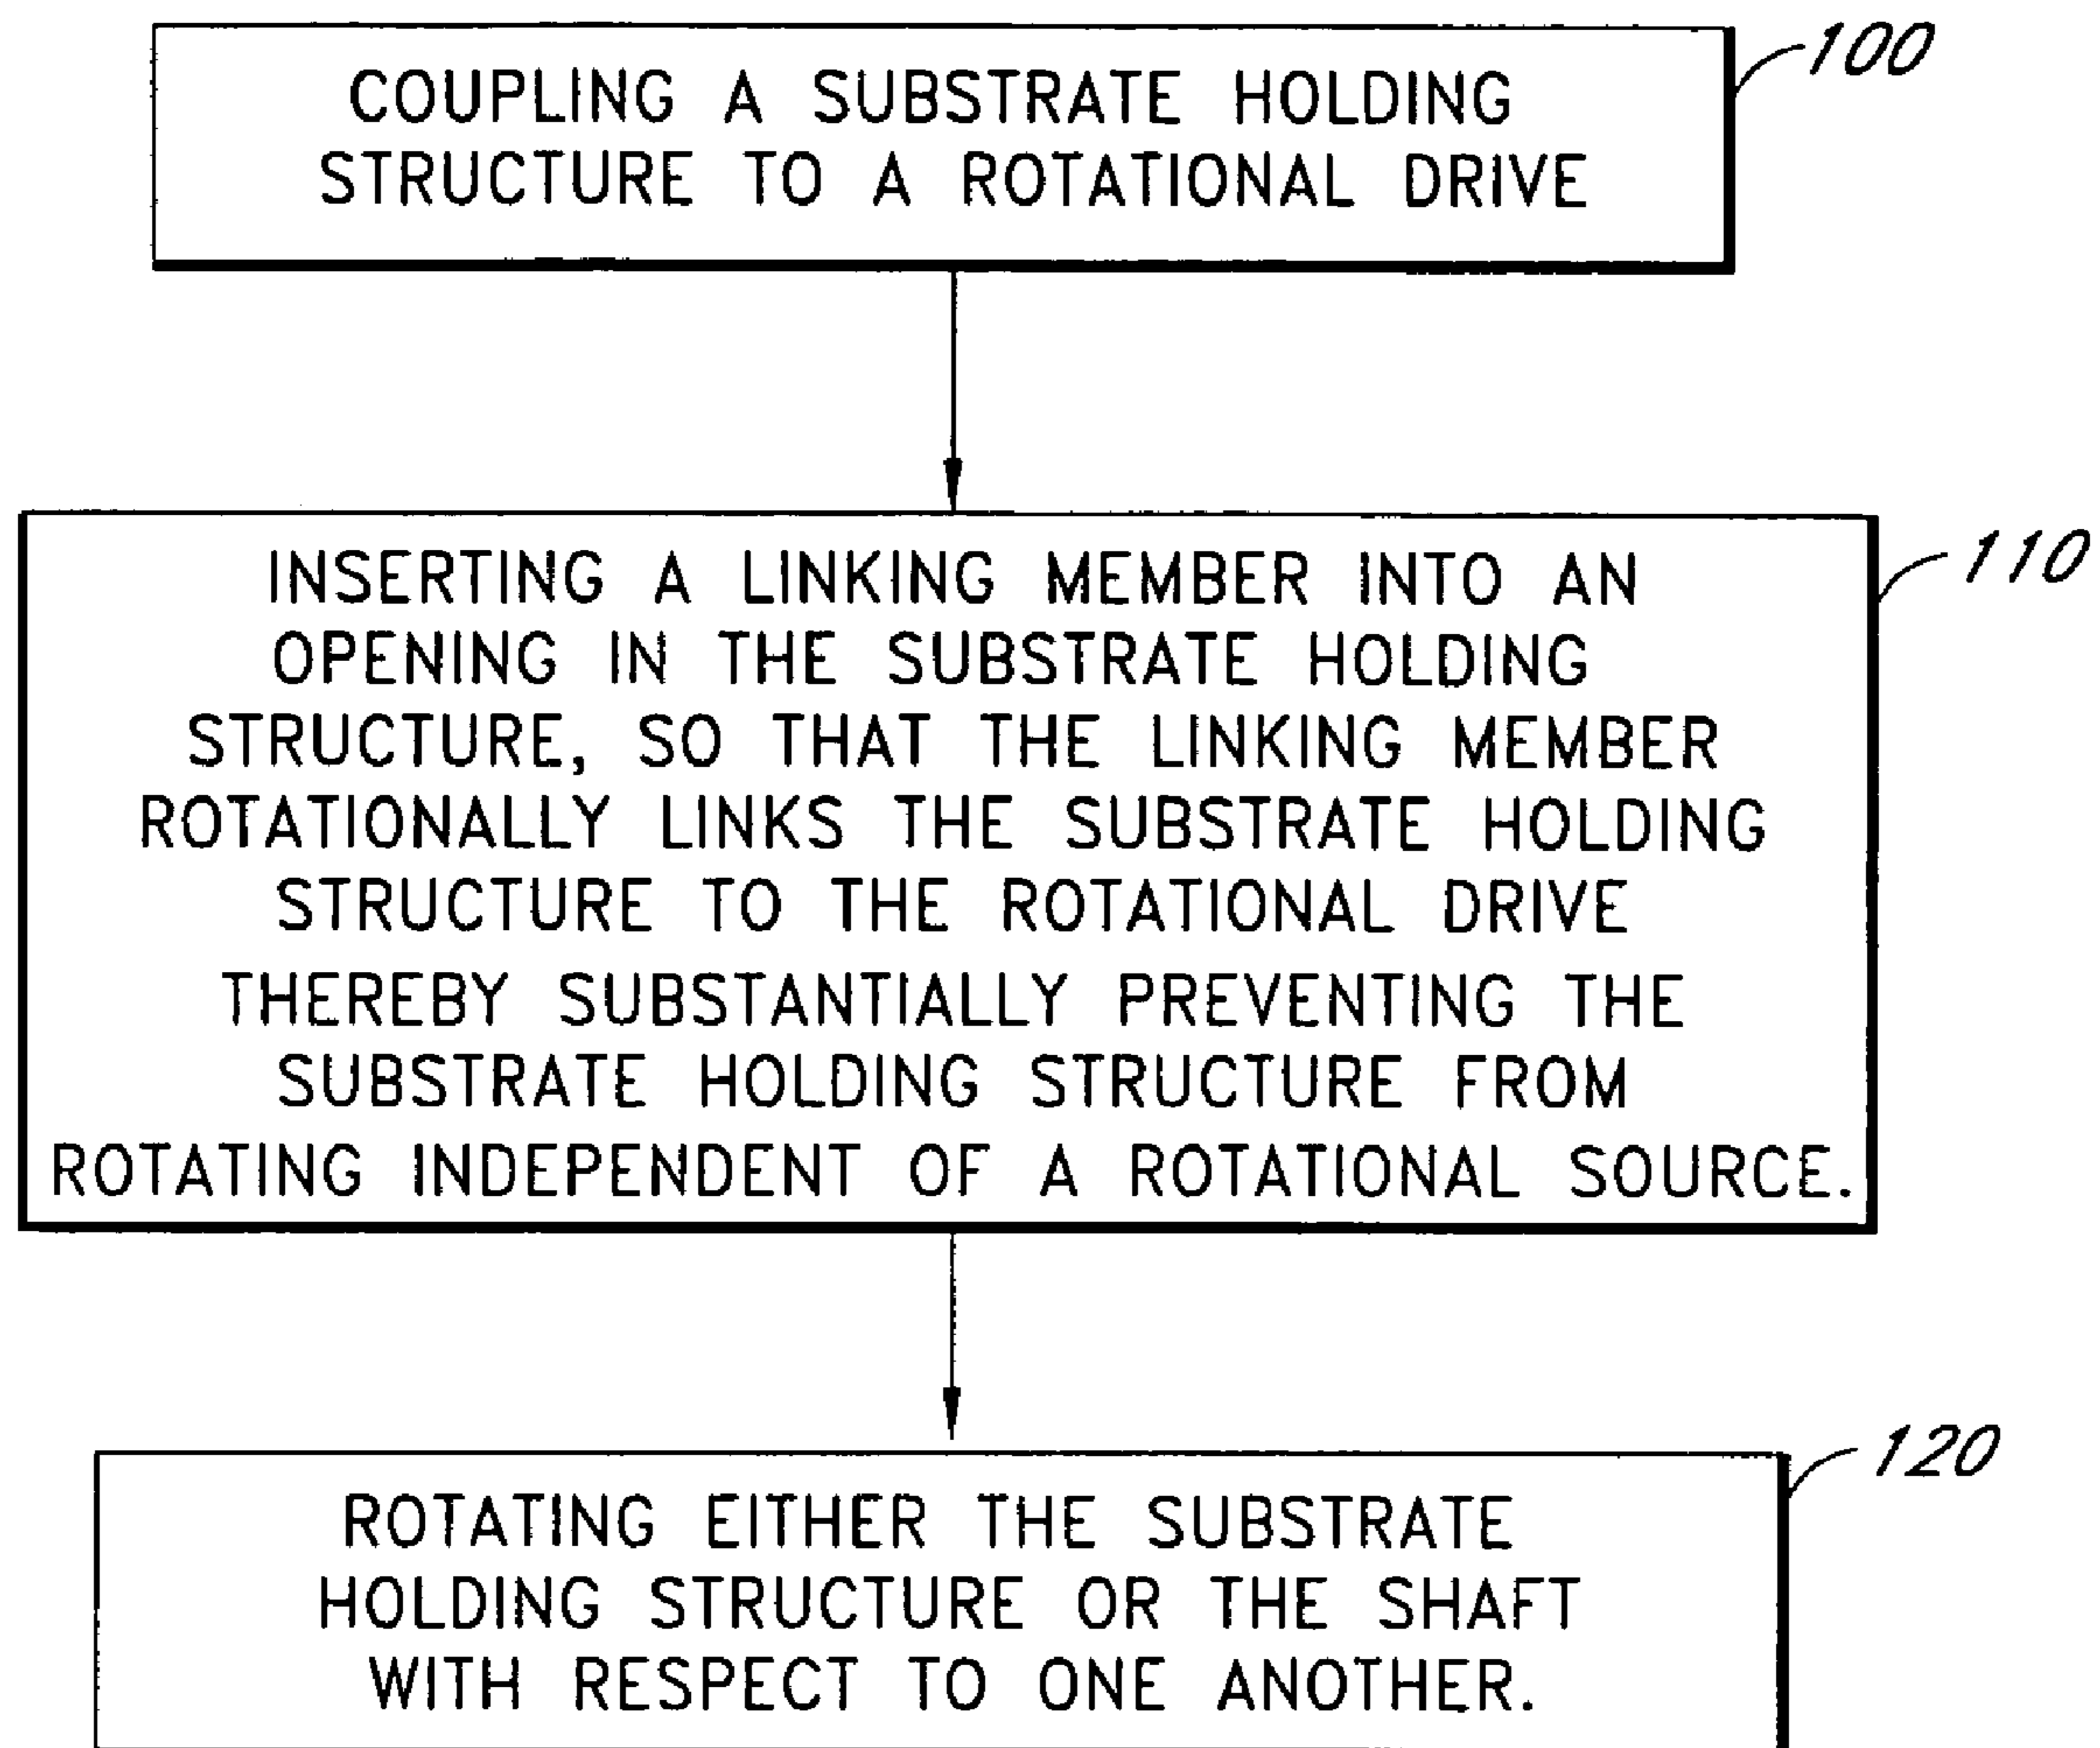 100
COUPLING A SUBSTRATE HOLDING
STRUCTURE TO A ROTATIONAL DRIVE
110
INSERTING A LINKING MEMBER INTO AN
OPENING IN THE SUBSTRATE HOLDING
STRUCTURE, SO THAT THE LINKING MEMBER
ROTATIONALLY LINKS THE SUBSTRATE HOLDING
STRUCTURE TO THE ROTATIONAL DRIVE
THEREBY SUBSTANTIALLY PREVENTING THE
SUBSTRATE HOLDING STRUCTURE FROM
ROTATING INDEPENDENT OF A ROTATIONAL SOURCE.
120
ROTATING EITHER THE SUBSTRATE
HOLDING STRUCTURE OR THE SHAFT
WITH RESPECT TO ONE ANOTHER.